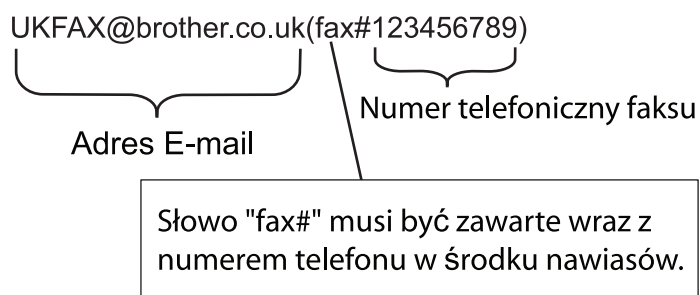 UKFAX@brother.co.uk(fax#123456789)
Numer telefoniczny faksu
Adres E-mail
Słowo "fax#" musi być zawarte wraz z
numerem telefonu w środku nawiasów.